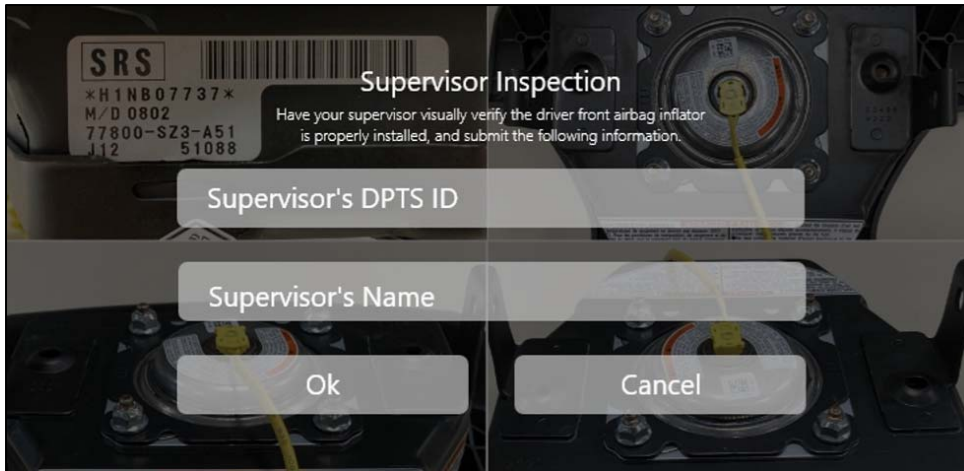 SRS
*H1NB07737*
M/D 0802
77800-SZ3-A51
J12 51088
Supervisor Inspection
Have your supervisor visually verify the driver front airbag inflator
is properly installed, and submit the following information.
Supervisor's DPTS ID
Supervisor's Name
Ok
Cancel